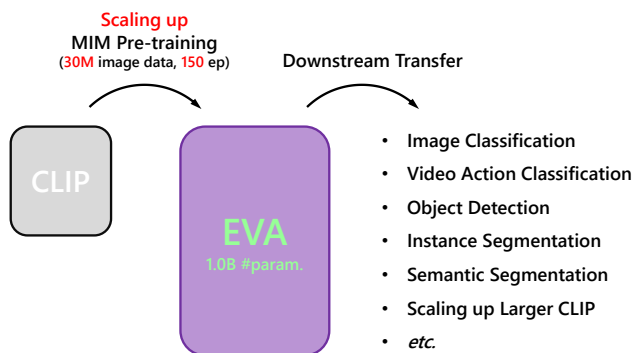 Scaling up
MIM Pre-training
(30M image data, 150 ep)
Downstream Transfer
CLIP
EVA
1.0B #param.
• Image Classification
• Video Action Classification
• Object Detection
• Instance Segmentation
• Semantic Segmentation
• Scaling up Larger CLIP
• etc.